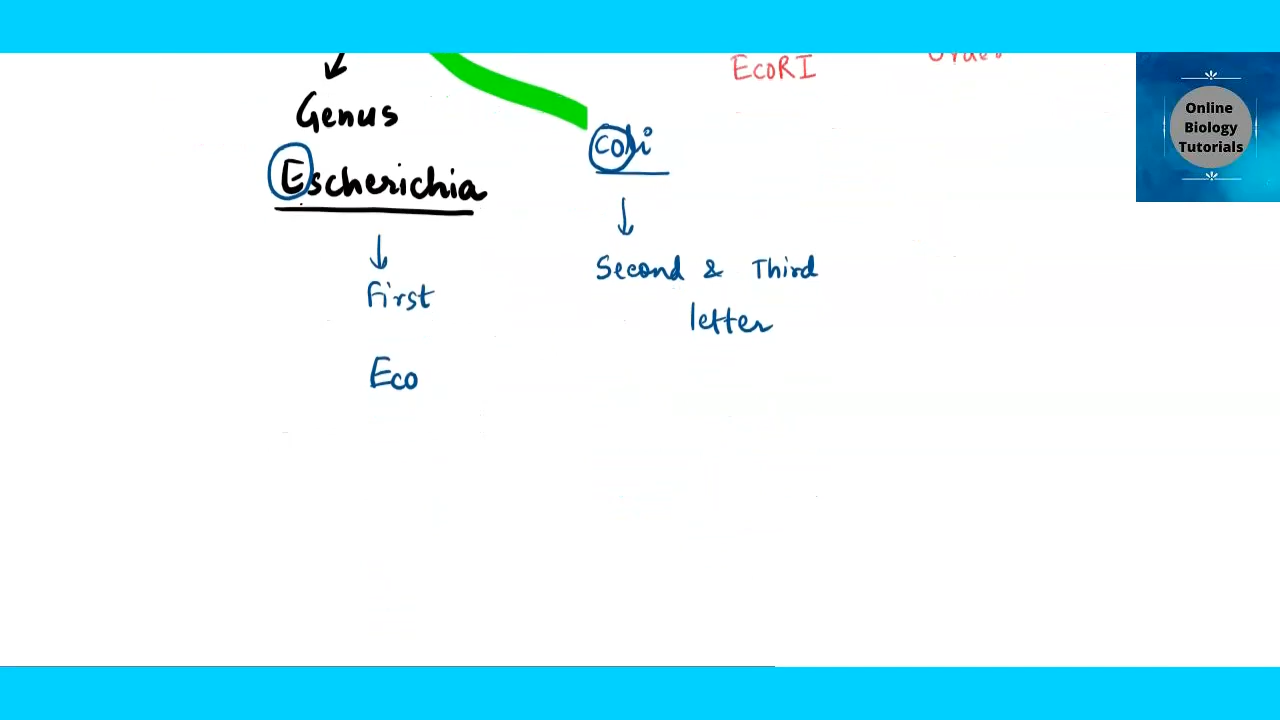 EcoRI
Genus
Escherichia
Coli
First
Second & Third
letter
Eco
Online
Biology
Tutorials